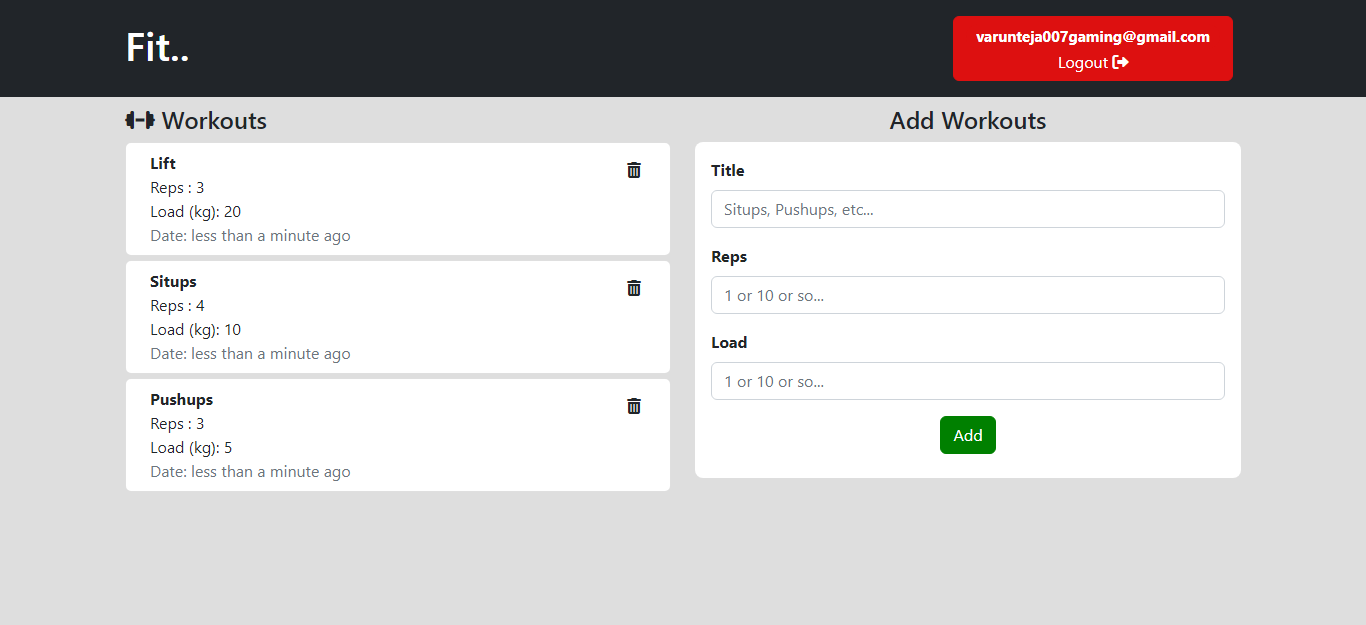 Fit..
varunteja007gaming@gmail.com
Logout
Workouts
Lift
Reps : 3
Load (kg): 20
Date: less than a minute ago
Situps
Reps : 4
Load (kg): 10
Date: less than a minute ago
Pushups
Reps : 3
Load (kg): 5
Date: less than a minute ago
Add Workouts
Title
Situps, Pushups, etc...
Reps
1 or 10 or so...
Load
1 or 10 or so...
Add